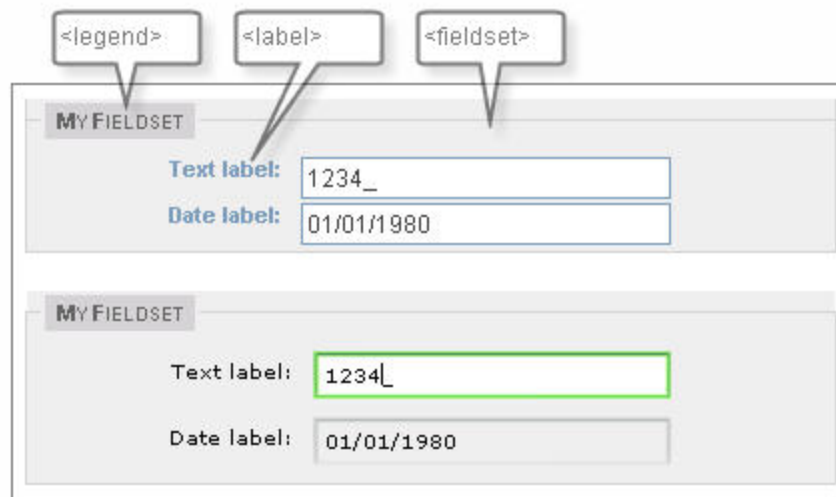 <legend> <label> <fieldset>
MY FIELDSET
Text label: 1234_
Date label: 01/01/1980
MY FIELDSET
Text label: 1234_
Date label: 01/01/1980